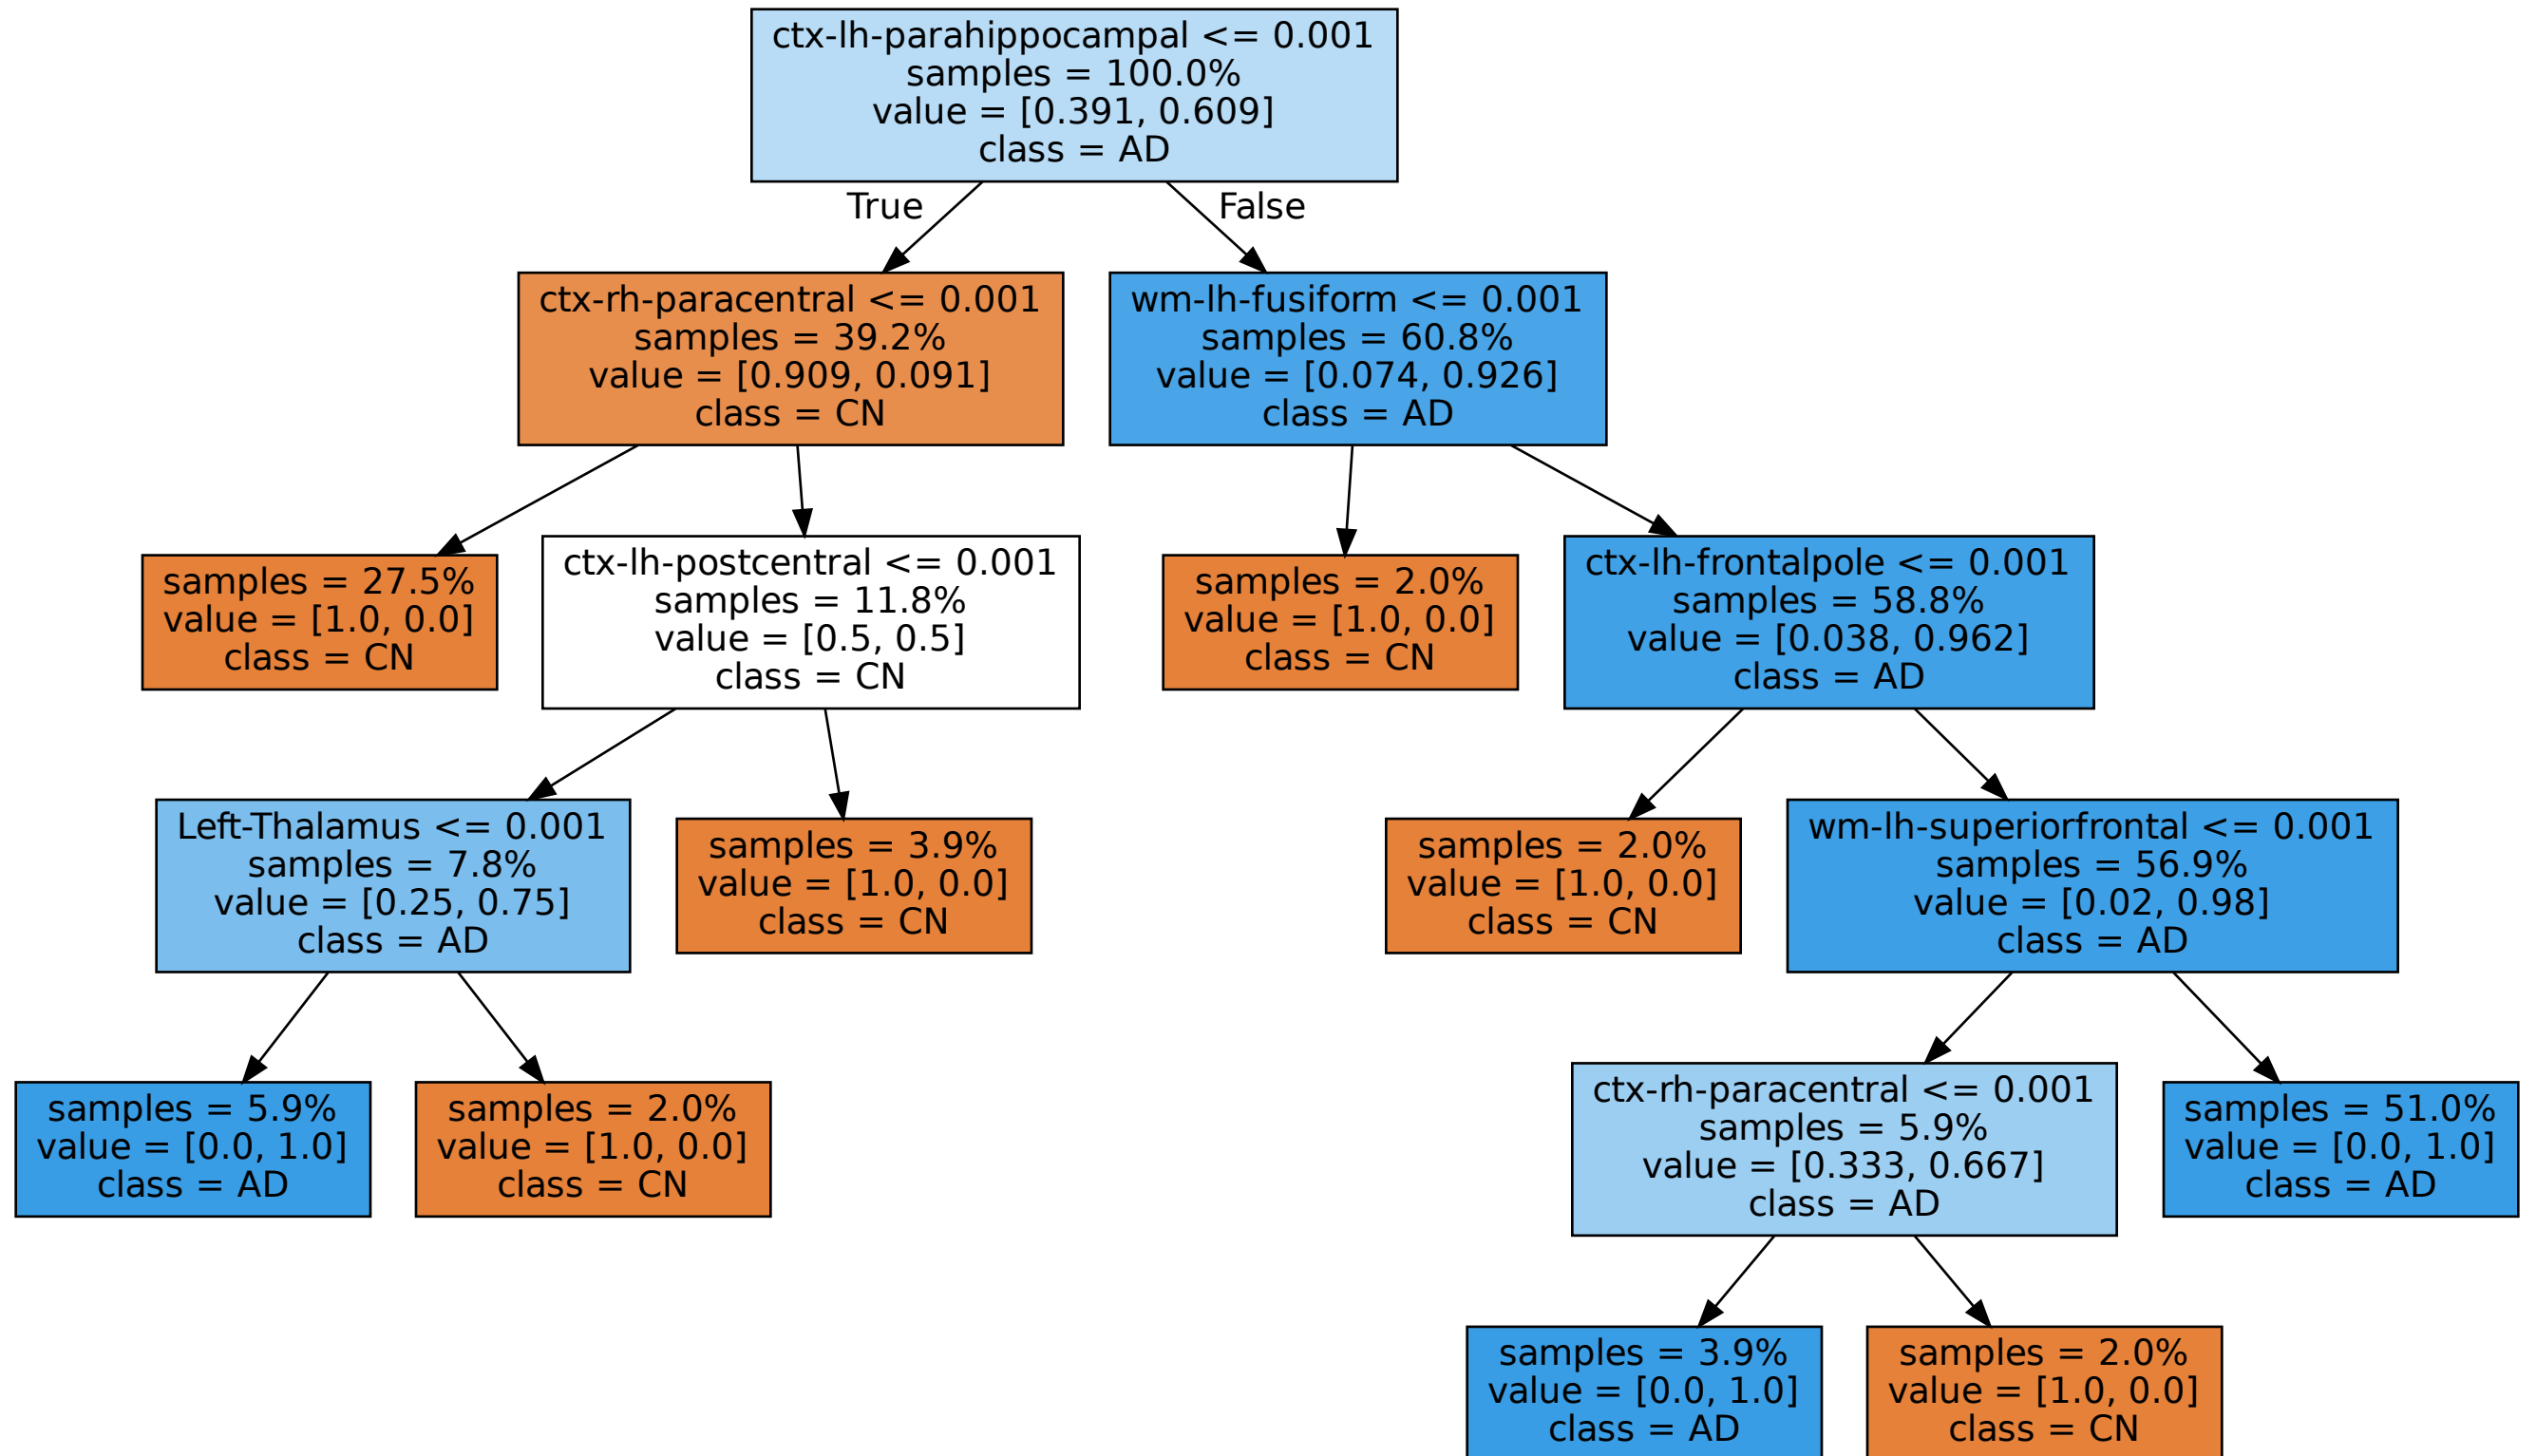 ctx-lh-parahippocampal <= 0.001
samples = 100.0%
value = [0.391, 0.609]
class = AD
True
False
ctx-rh-paracentral <= 0.001
samples = 39.2%
value = [0.909, 0.091]
class = CN
wm-lh-fusiform <= 0.001
samples = 60.8%
value = [0.074, 0.926]
class = AD
samples = 27.5%
value = [1.0, 0.0]
class = CN
ctx-lh-postcentral <= 0.001
samples = 11.8%
value = [0.5, 0.5]
class = CN
samples = 2.0%
value = [1.0, 0.0]
class = CN
ctx-lh-frontalpole <= 0.001
samples = 58.8%
value = [0.038, 0.962]
class = AD
Left-Thalamus <= 0.001
samples = 7.8%
value = [0.25, 0.75]
class = AD
samples = 3.9%
value = [1.0, 0.0]
class = CN
samples = 2.0%
value = [1.0, 0.0]
class = CN
wm-lh-superiorfrontal <= 0.001
samples = 56.9%
value = [0.02, 0.98]
class = AD
samples = 5.9%
value = [0.0, 1.0]
class = AD
samples = 2.0%
value = [1.0, 0.0]
class = CN
ctx-rh-paracentral <= 0.001
samples = 5.9%
value = [0.333, 0.667]
class = AD
samples = 51.0%
value = [0.0, 1.0]
class = AD
samples = 3.9%
value = [0.0, 1.0]
class = AD
samples = 2.0%
value = [1.0, 0.0]
class = CN